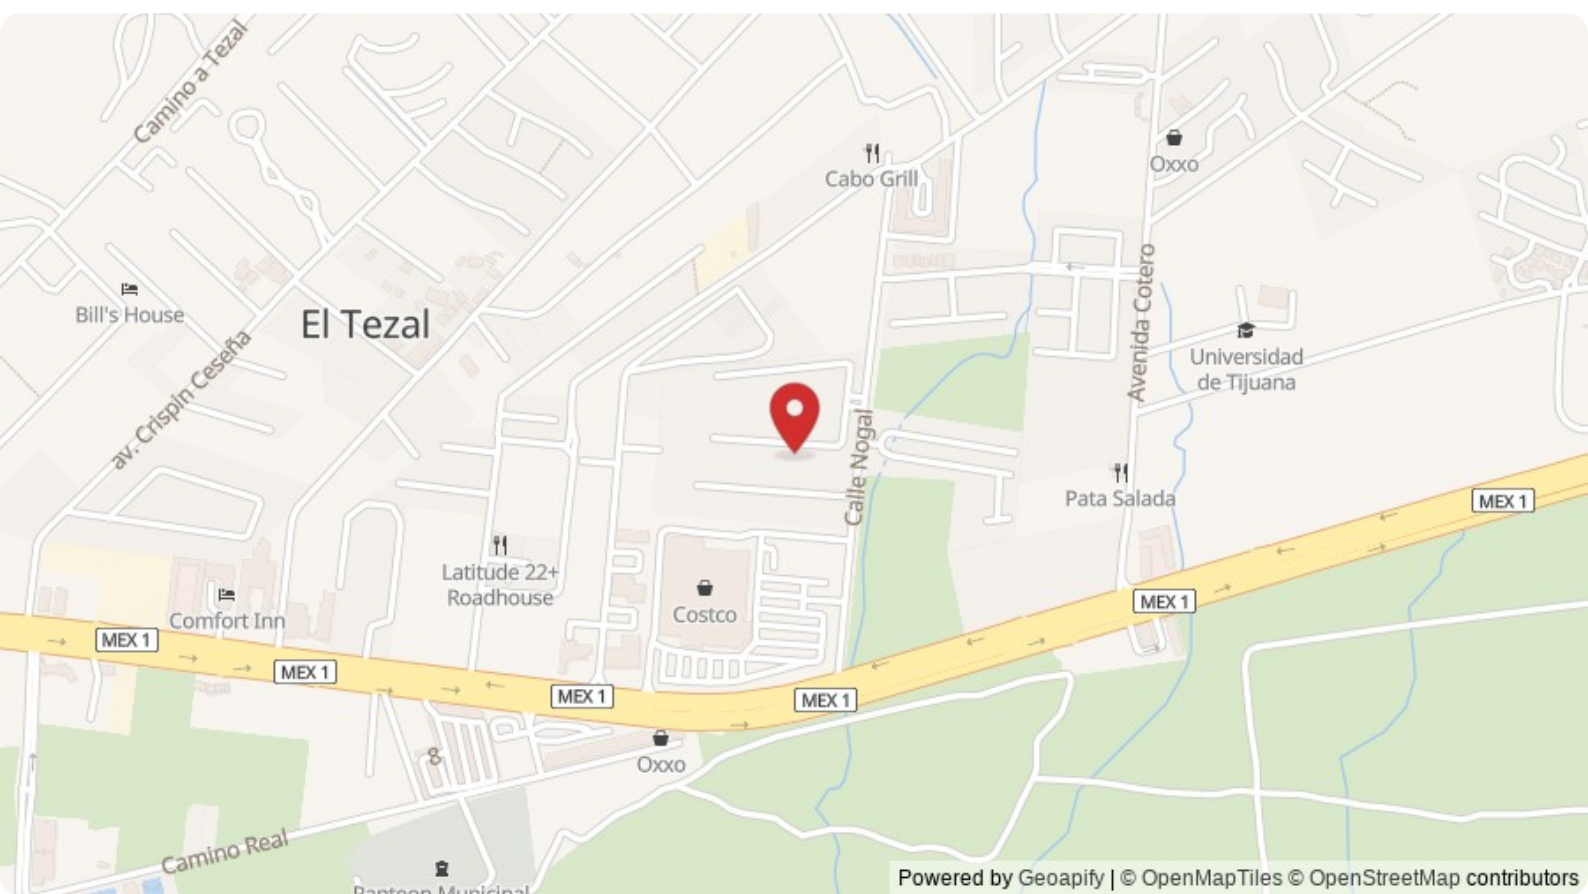 Camino a Tezal
Cabo Grill
Oxxo
Bill's House
El Tezal
av. Crispin Ceseña
Avenida Cotero
Universidad
de Tijuana
Calle Nogal
Pata Salada
MEX 1
Latitude 22+
Roadhouse
Comfort Inn
Costco
MEX 1
MEX 1
MEX 1
MEX 1
MEX 1
8
Oxxo
Camino Real
Panteon Municipal
Powered by Geoapify | © OpenMapTiles © OpenStreetMap contributors